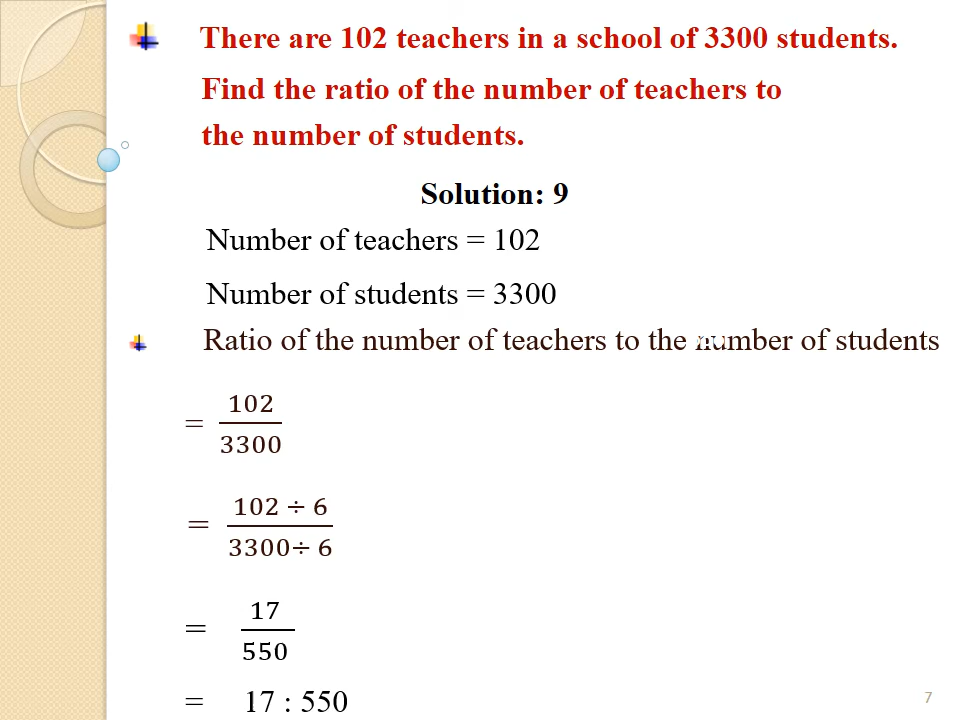 There are 102 teachers in a school of 3300 students.
Find the ratio of the number of teachers to
the number of students.
Solution: 9
Number of teachers = 102
Number of students = 3300
Ratio of the number of teachers to the number of students
= 102/3300
= 102 ÷ 6/3300÷ 6
= 17/550
= 17 : 550
7